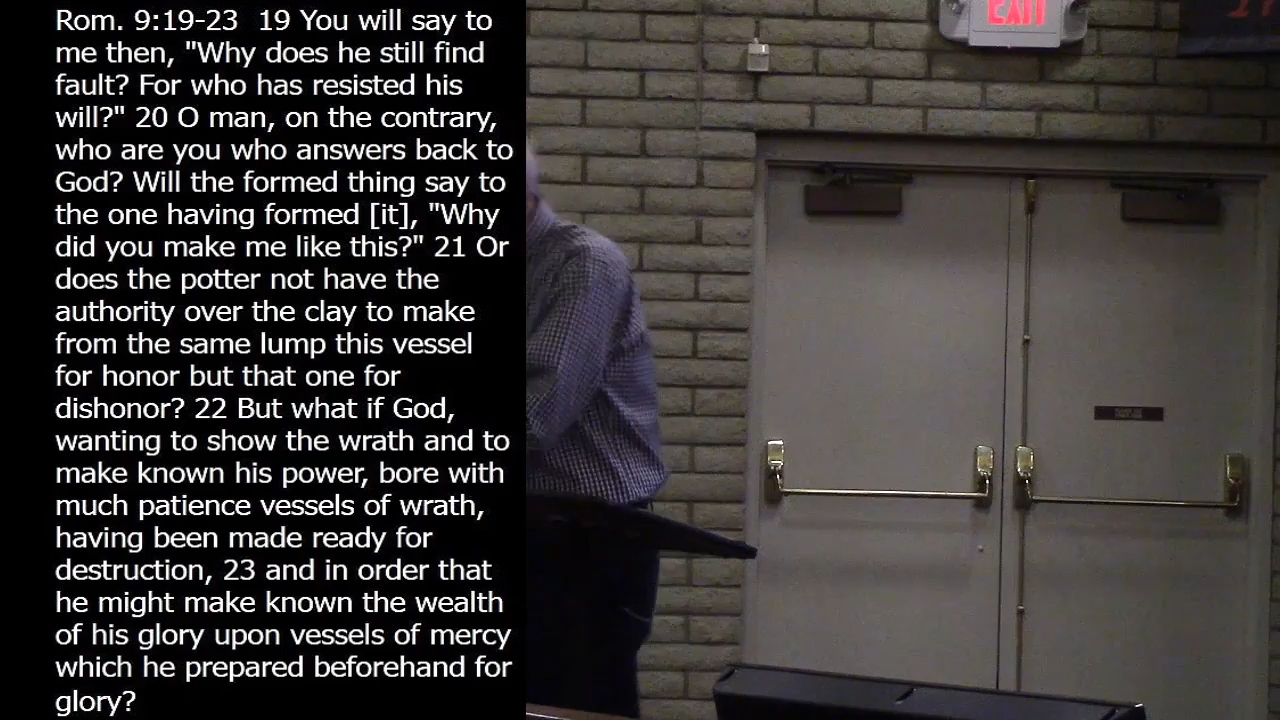 Rom. 9:19-23  19 You will say to
me then, "Why does he still find
fault? For who has resisted his
will?" 20 O man, on the contrary,
who are you who answers back to
God? Will the formed thing say to
the one having formed [it], "Why
did you make me like this?" 21 Or
does the potter not have the
authority over the clay to make
from the same lump this vessel
for honor but that one for
dishonor? 22 But what if God,
wanting to show the wrath and to
make known his power, bore with
much patience vessels of wrath,
having been made ready for
destruction, 23 and in order that
he might make known the wealth
of his glory upon vessels of mercy
which he prepared beforehand for
glory?
EXIT